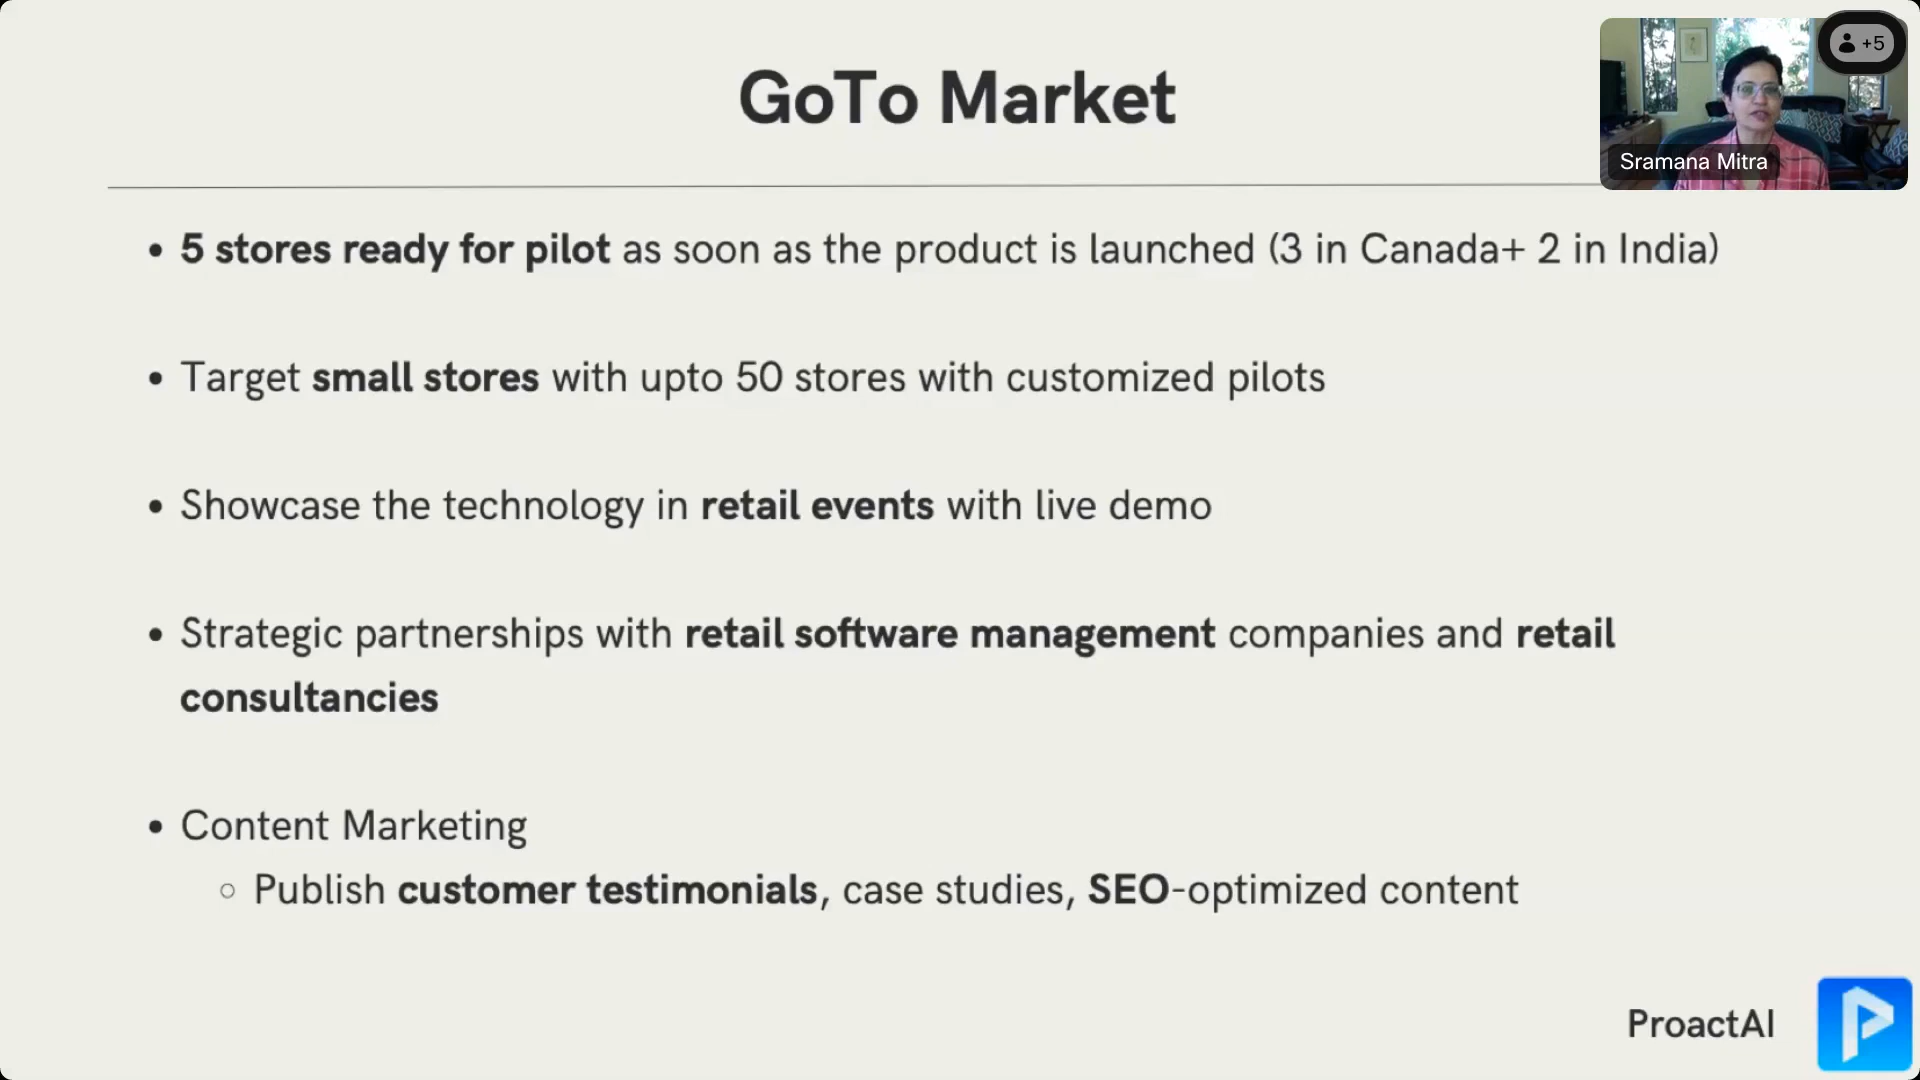 GoTo Market
+5
Sramana Mitra
• 5 stores ready for pilot as soon as the product is launched (3 in Canada+ 2 in India)
• Target small stores with upto 50 stores with customized pilots
• Showcase the technology in retail events with live demo
• Strategic partnerships with retail software management companies and retail
consultancies
• Content Marketing
○ Publish customer testimonials, case studies, SEO-optimized content
ProactAI